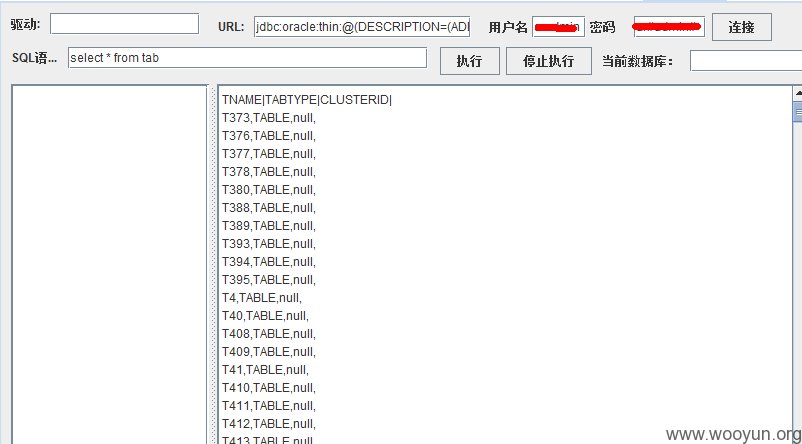 驱动: URL: jdbc:oracle:thin:@(DESCRIPTION=(ADI 用户名 密码 连接
SQL语... select * from tab 执行 停止执行 当前数据库:
TNAME|TABTYPE|CLUSTERID|
T373,TABLE,null,
T376,TABLE,null,
T377,TABLE,null,
T378,TABLE,null,
T380,TABLE,null,
T388,TABLE,null,
T389,TABLE,null,
T393,TABLE,null,
T394,TABLE,null,
T395,TABLE,null,
T4,TABLE,null,
T40,TABLE,null,
T408,TABLE,null,
T409,TABLE,null,
T41,TABLE,null,
T410,TABLE,null,
T411,TABLE,null,
T412,TABLE,null,
T413,TABLE,null,
www.wooyun.org